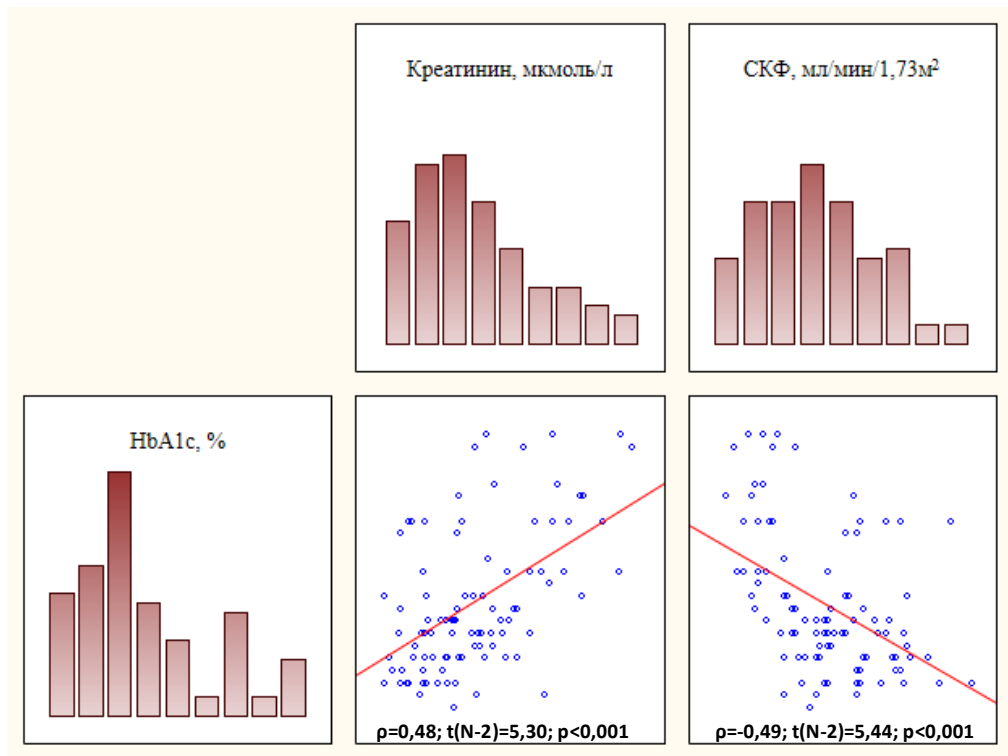 Креатинин, мкмоль/л
СКФ, мл/мин/1,73м²
HbA1c, %
ρ=0,48; t(N-2)=5,30; p<0,001
ρ=-0,49; t(N-2)=5,44; p<0,001